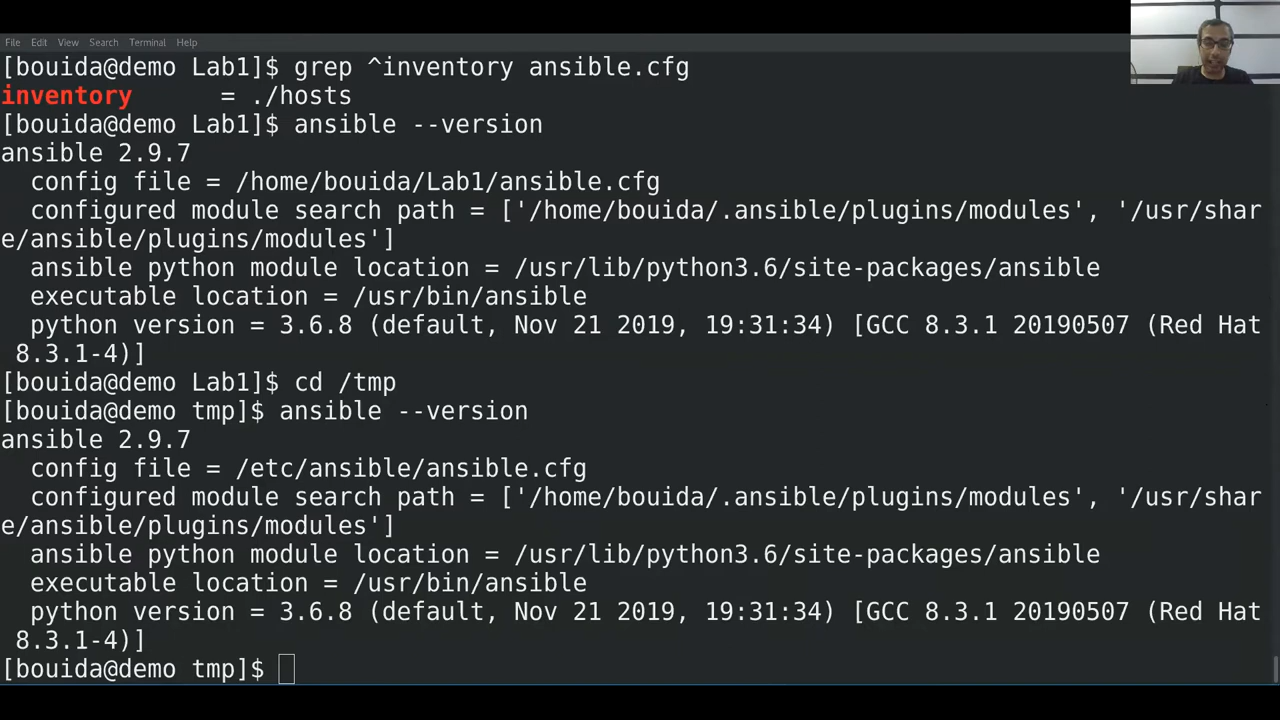 File Edit View Search Terminal Help
[bouida@demo Lab1]$ grep ^inventory ansible.cfg
inventory      = ./hosts
[bouida@demo Lab1]$ ansible --version
ansible 2.9.7
  config file = /home/bouida/Lab1/ansible.cfg
  configured module search path = ['/home/bouida/.ansible/plugins/modules', '/usr/shar
e/ansible/plugins/modules']
  ansible python module location = /usr/lib/python3.6/site-packages/ansible
  executable location = /usr/bin/ansible
  python version = 3.6.8 (default, Nov 21 2019, 19:31:34) [GCC 8.3.1 20190507 (Red Hat
 8.3.1-4)]
[bouida@demo Lab1]$ cd /tmp
[bouida@demo tmp]$ ansible --version
ansible 2.9.7
  config file = /etc/ansible/ansible.cfg
  configured module search path = ['/home/bouida/.ansible/plugins/modules', '/usr/shar
e/ansible/plugins/modules']
  ansible python module location = /usr/lib/python3.6/site-packages/ansible
  executable location = /usr/bin/ansible
  python version = 3.6.8 (default, Nov 21 2019, 19:31:34) [GCC 8.3.1 20190507 (Red Hat
 8.3.1-4)]
[bouida@demo tmp]$